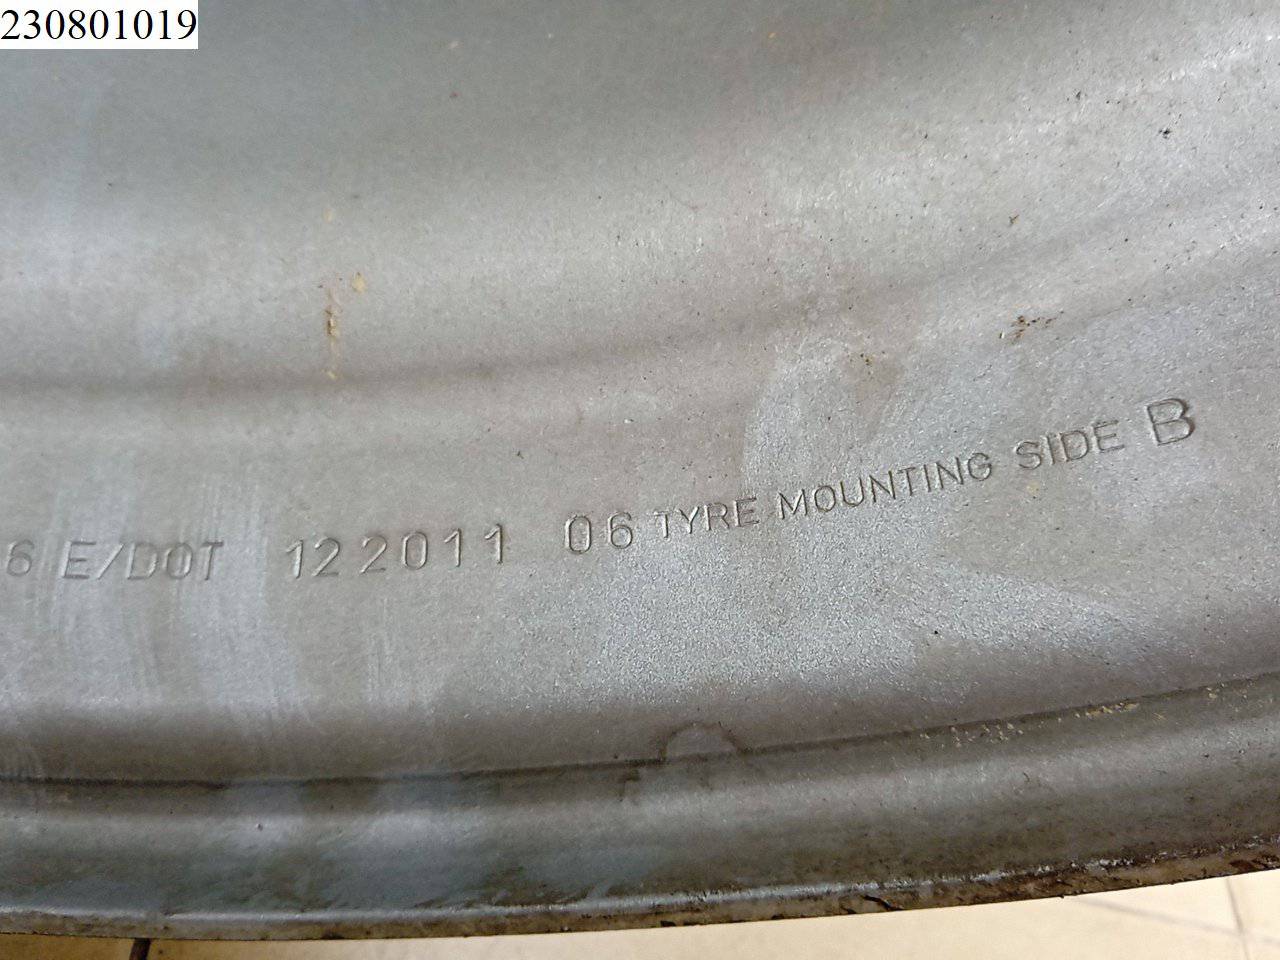 230801019
6 E/DOT 122011 06 TYRE MOUNTING SIDE B